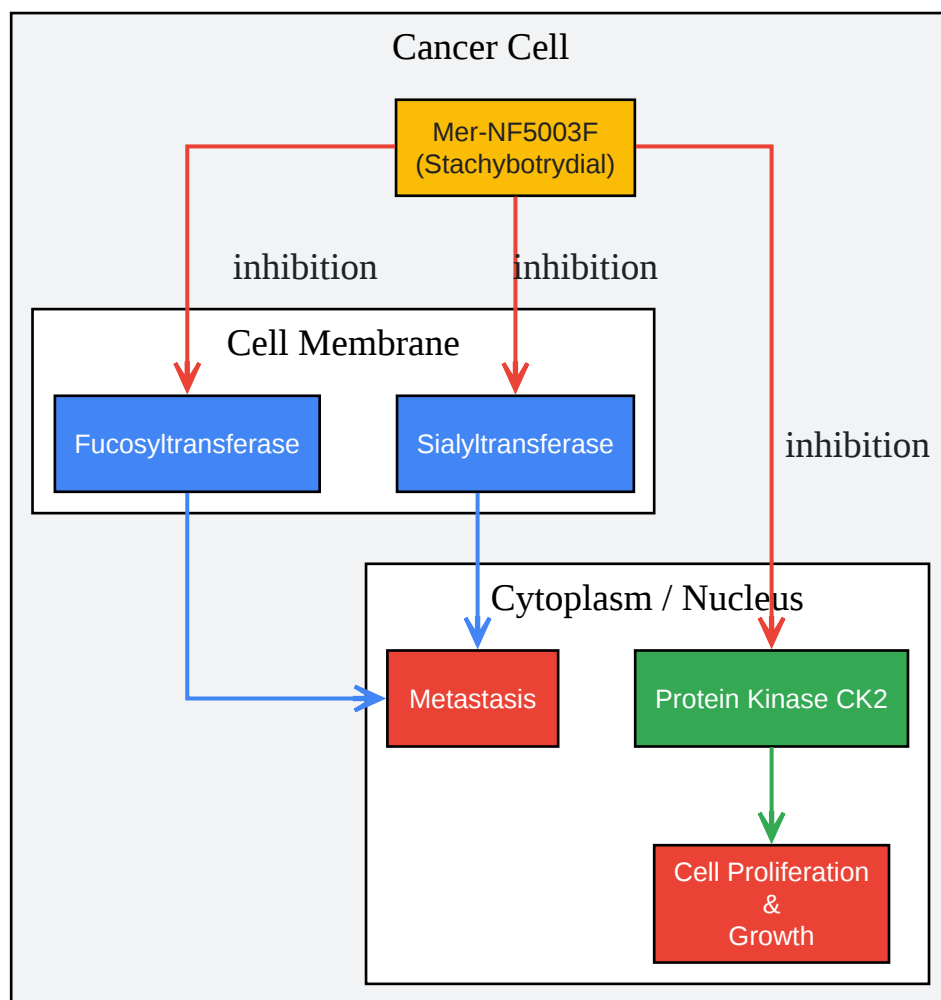 Cancer Cell
Mer-NF5003F
(Stachybotrydial)
inhibition
inhibition
Cell Membrane
Fucosyltransferase
Sialyltransferase
inhibition
Cytoplasm / Nucleus
Metastasis
Protein Kinase CK2
Cell Proliferation
&
Growth